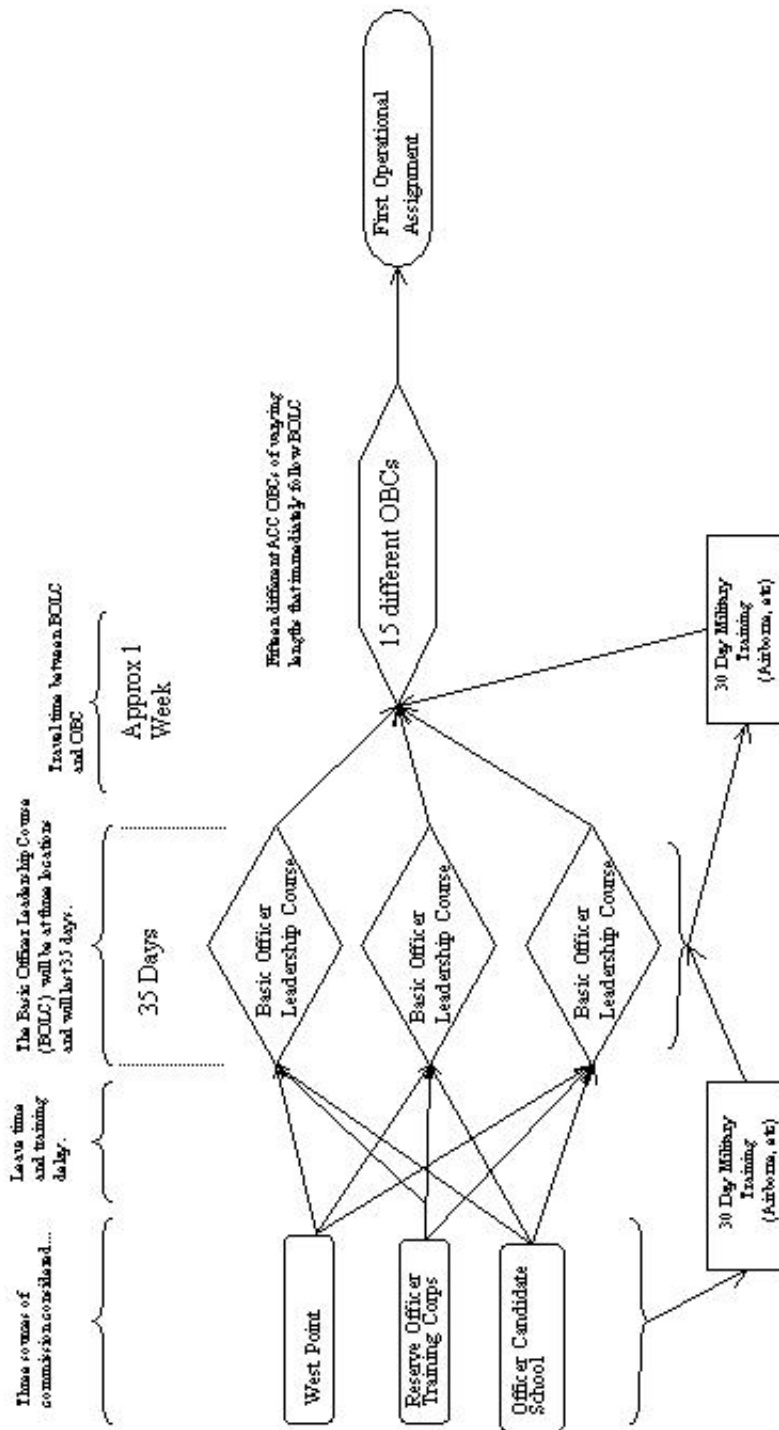 Three sources of
commission considered....
Leave time
and training
delay.
The Basic Officer Leadership Course
(BOLC) will be at three locations
and will last 35 days.
Travel time between BOLC
and OBC
35 Days
Approx 1
Week
Fifteen different ACC OBCs of varying
lengths that immediately follow BOLC
West Point
Reserve Officer
Training Corps
Officer Candidate
School
Basic Officer
Leadership Course
Basic Officer
Leadership Course
Basic Officer
Leadership Course
15 different OBCs
First Operational
Assignment
30 Day Military
Training
(Airborne, etc)
30 Day Military
Training
(Airborne, etc)